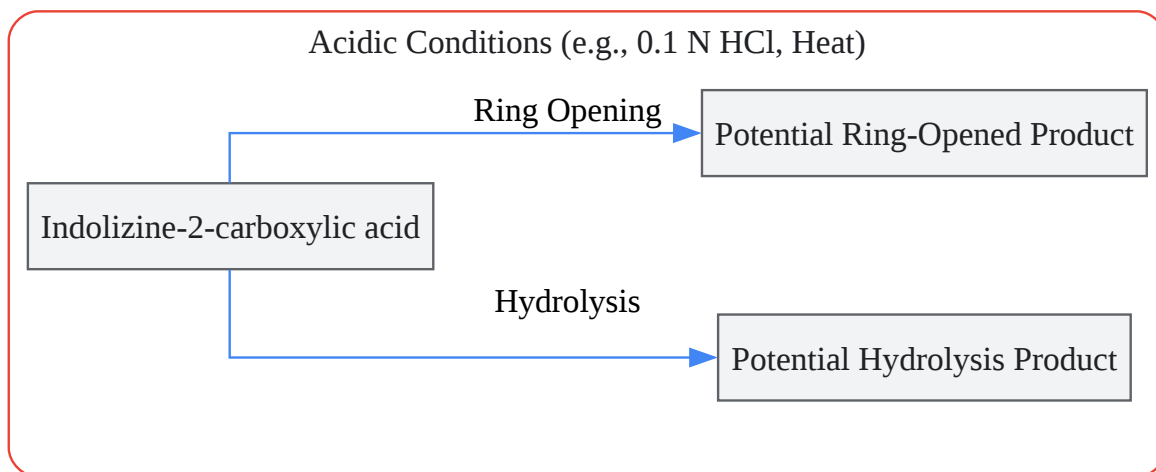 Acidic Conditions (e.g., 0.1 N HCl, Heat)
Ring Opening
Potential Ring-Opened Product
Indolizine-2-carboxylic acid
Hydrolysis
Potential Hydrolysis Product